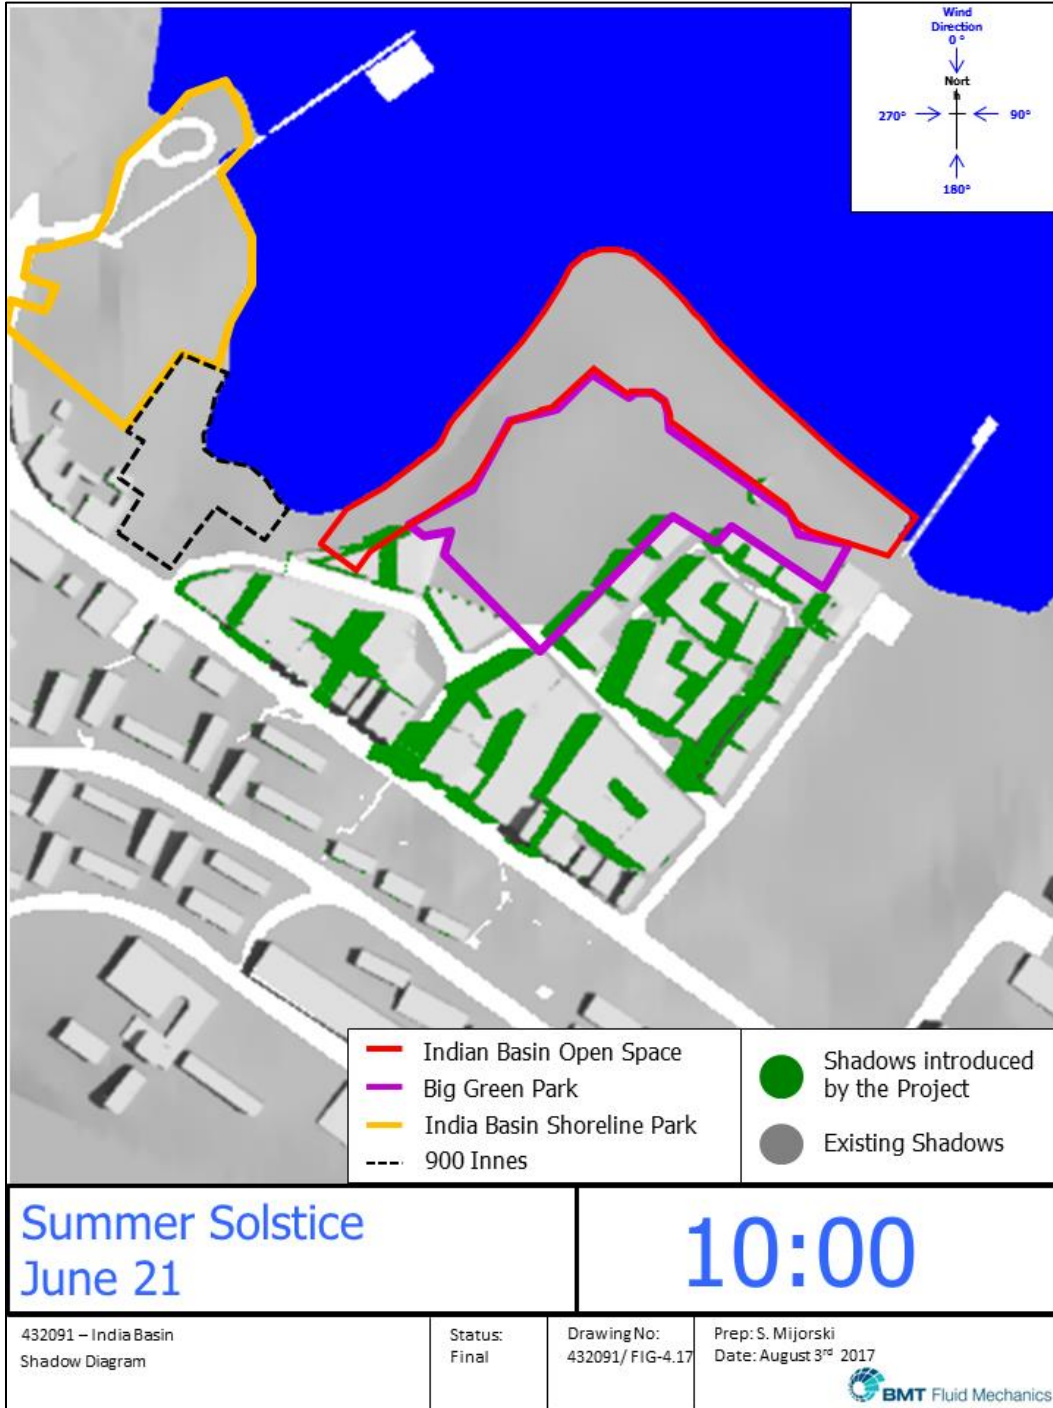 Wind
Direction
0 °
Nort
h
270°
90°
180°
Indian Basin Open Space
Big Green Park
India Basin Shoreline Park
900 Innes
Shadows introduced
by the Project
Existing Shadows
Summer Solstice
June 21
10:00
432091 – India Basin
Shadow Diagram
Status:
Final
Drawing No:
432091/ FIG-4.17
Prep: S. Mijorski
Date: August 3rd 2017
BMT Fluid Mechanics